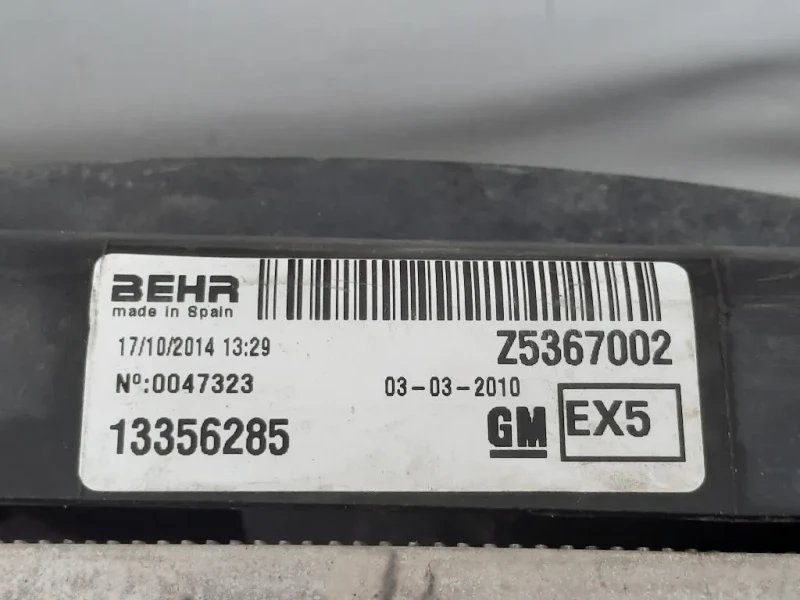 BEHR
made in Spain
17/10/2014 13:29
Z5367002
Nº:0047323
03-03-2010
13356285
GM
EX5